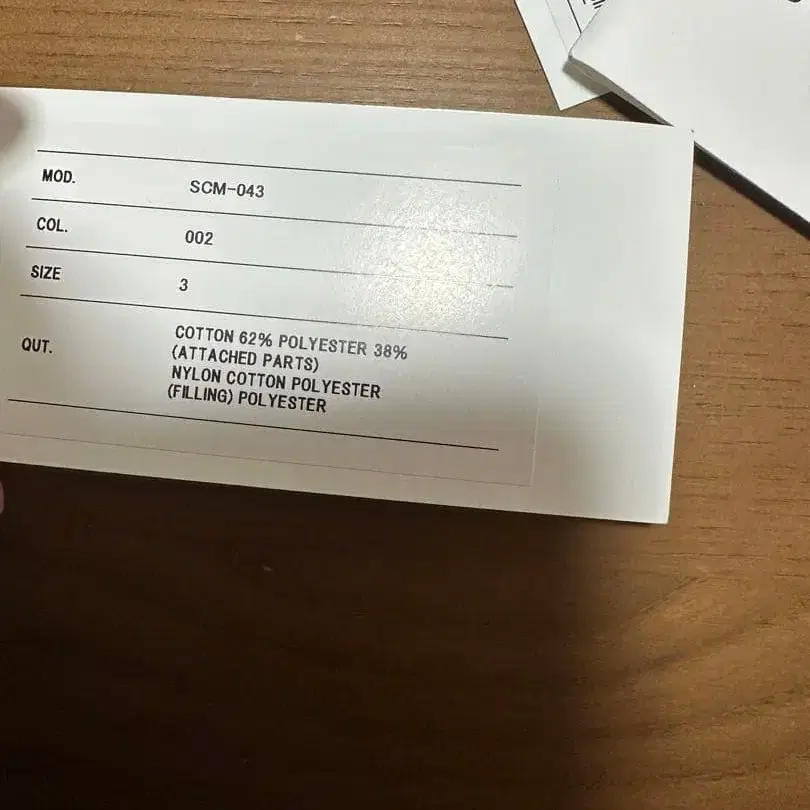 MOD. SCM-043
COL. 002
SIZE 3
QUT. COTTON 62% POLYESTER 38%
(ATTACHED PARTS)
NYLON COTTON POLYESTER
(FILLING) POLYESTER